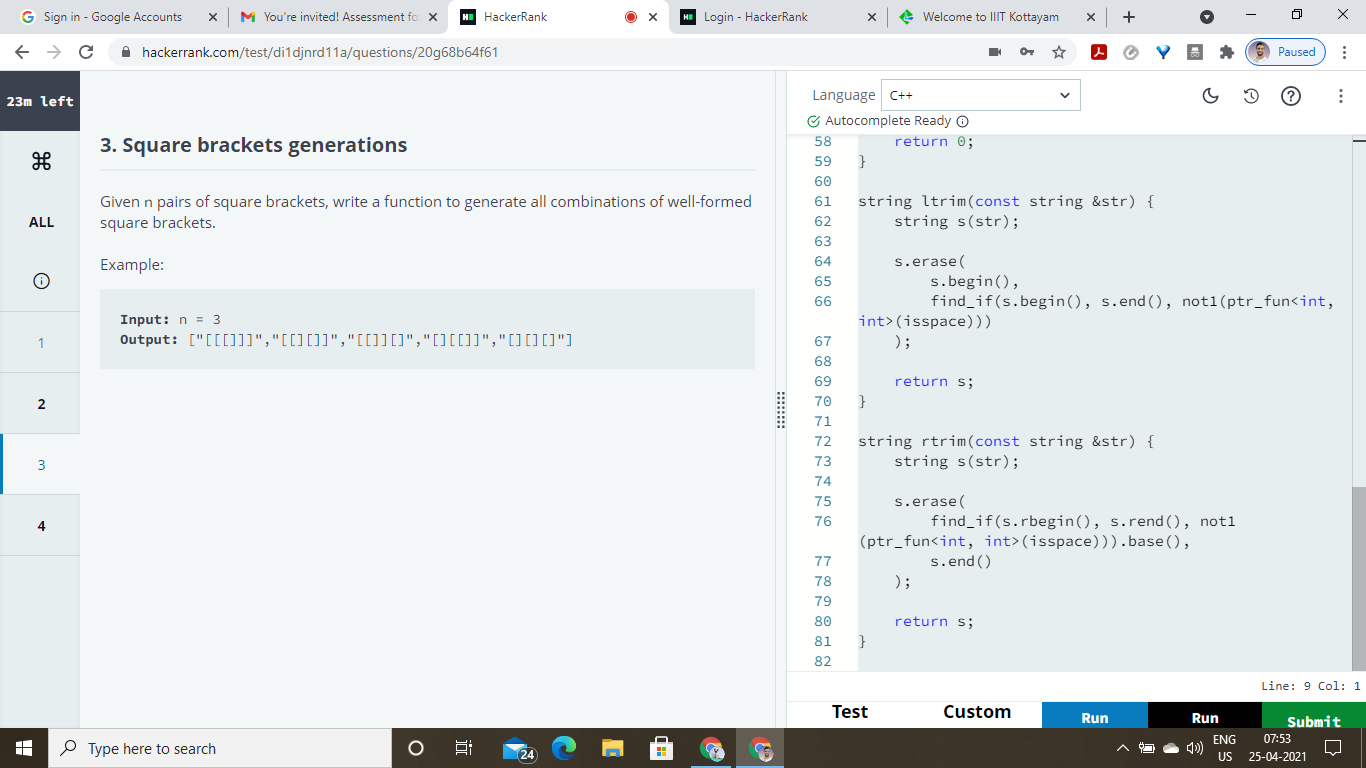 Sign in - Google Accounts
You're invited! Assessment fo
HackerRank
Login - HackerRank
Welcome to IIIT Kottayam
hackerrank.com/test/di1djnrd11a/questions/20g68b64f61
Paused
23m left
ALL
1
2
3
4
3. Square brackets generations
Given n pairs of square brackets, write a function to generate all combinations of well-formed
square brackets.
Example:
Input: n = 3
Output: ["[[[]]]","[[][]]","[[]][]","[][[]]","[][][]"]
Language C++
Autocomplete Ready
58 return 0;
59 }
60
61 string ltrim(const string &str) {
62 string s(str);
63
64 s.erase(
65 s.begin(),
66 find_if(s.begin(), s.end(), not1(ptr_fun<int,
int>(isspace)))
67 );
68
69 return s;
70 }
71
72 string rtrim(const string &str) {
73 string s(str);
74
75 s.erase(
76 find_if(s.rbegin(), s.rend(), not1
(ptr_fun<int, int>(isspace))).base(),
77 s.end()
78 );
79
80 return s;
81 }
82
Line: 9 Col: 1
Test Custom Run Run Submit
Type here to search
24
ENG
US
07:53
25-04-2021